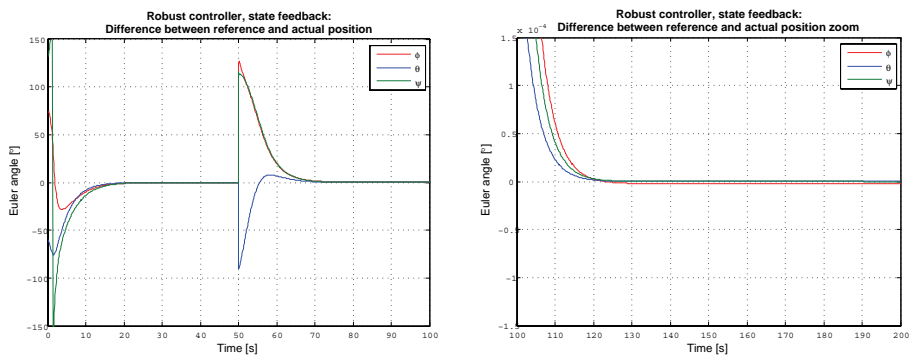 Robust controller, state feedback:
Difference between reference and actual position
150
100
50
0
-50
-100
-150
Euler angle [°]
ϕ
θ
ψ
0 10 20 30 40 50 60 70 80 90 100
Time [s]
Robust controller, state feedback:
Difference between reference and actual position zoom
x 10⁻⁴
1.5
1
0.5
0
-0.5
-1
-1.5
Euler angle [°]
ϕ
θ
ψ
100 110 120 130 140 150 160 170 180 190 200
Time [s]